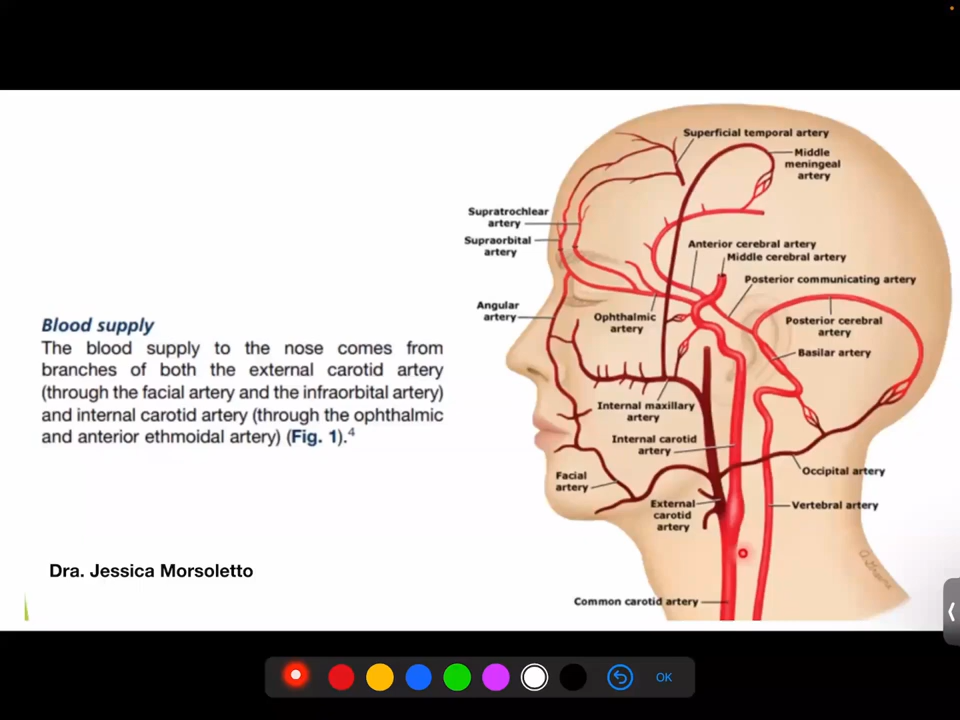 Blood supply
The blood supply to the nose comes from
branches of both the external carotid artery
(through the facial artery and the infraorbital artery)
and internal carotid artery (through the ophthalmic
and anterior ethmoidal artery) (Fig. 1).4
Dra. Jessica Morsoletto
Superficial temporal artery
Middle
meningeal
artery
Supratrochlear
artery
Supraorbital
artery
Anterior cerebral artery
Middle cerebral artery
Posterior communicating artery
Angular
artery
Ophthalmic
artery
Posterior cerebral
artery
Basilar artery
Internal maxillary
artery
Internal carotid
artery
Occipital artery
Facial
artery
External
carotid
artery
Vertebral artery
Common carotid artery
OK